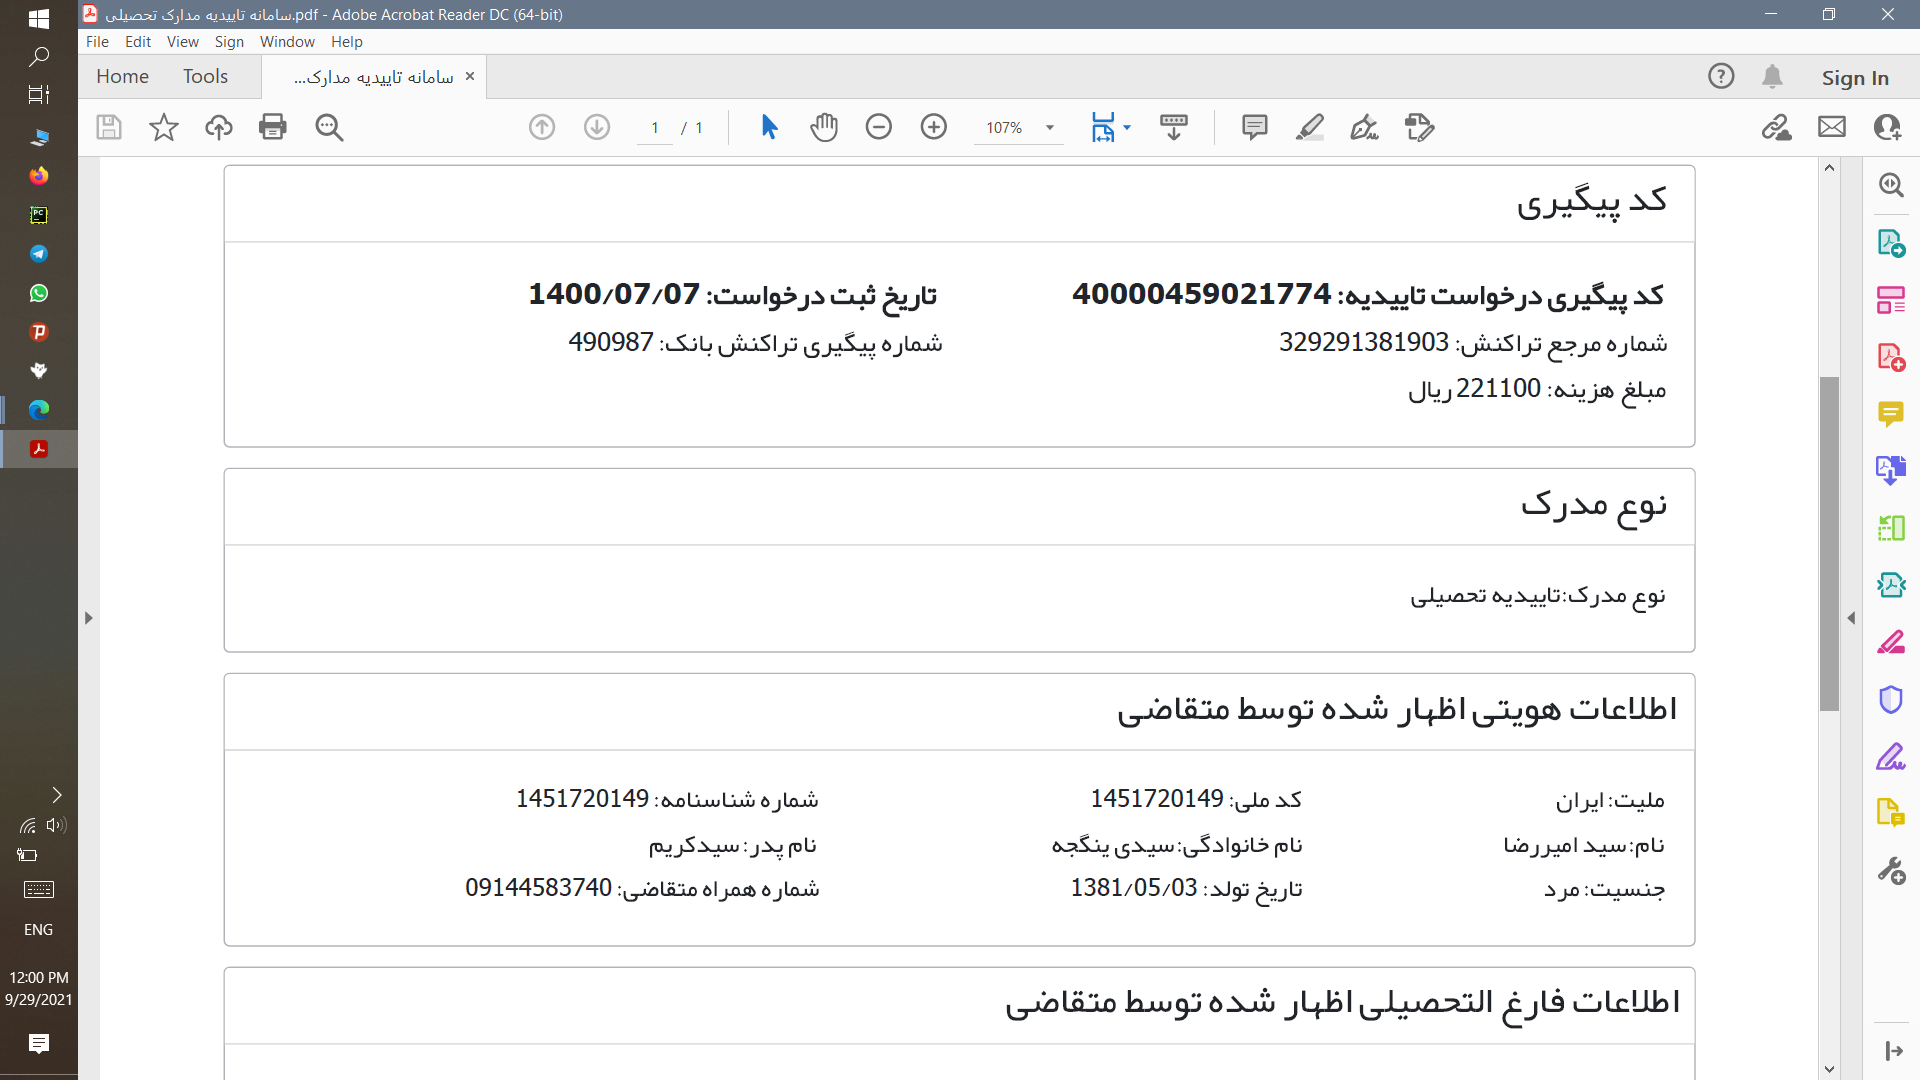 سامانه تاییدیه مدارک تحصیلی.pdf - Adobe Acrobat Reader DC (64-bit)
File Edit View Sign Window Help
Home Tools سامانه تاییدیه مدارک... × Sign In
1 / 1 107%
کد پیگیری
کد پیگیری درخواست تاییدیه: 40000459021774 تاریخ ثبت درخواست: 1400/07/07
شماره مرجع تراکنش: 329291381903 شماره پیگیری تراکنش بانک: 490987
مبلغ هزینه: 221100 ریال
نوع مدرک
نوع مدرک:تاییدیه تحصیلی
اطلاعات هویتی اظهار شده توسط متقاضی
ملیت: ایران کد ملی: 1451720149 شماره شناسنامه: 1451720149
نام:سید امیررضا نام خانوادگی:سیدی ینگجه نام پدر: سیدکریم
جنسیت: مرد تاریخ تولد: 1381/05/03 شماره همراه متقاضی: 09144583740
اطلاعات فارغ التحصیلی اظهار شده توسط متقاضی
ENG
12:00 PM
9/29/2021